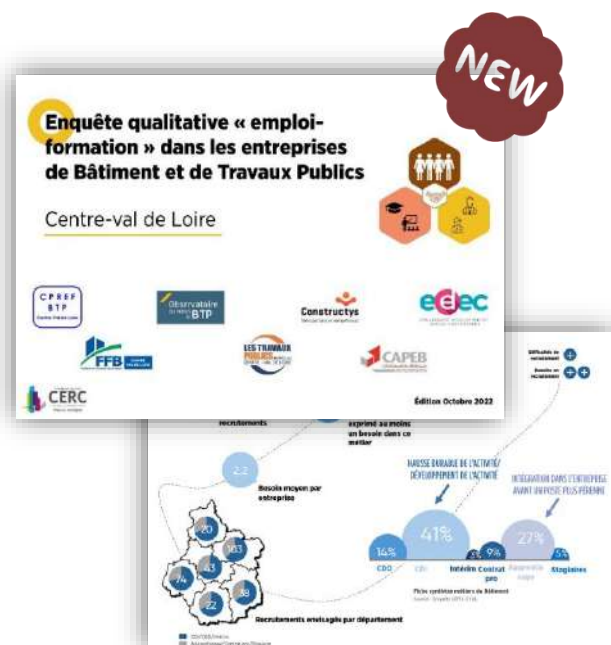 NEW
Enquête qualitative « emploi-
formation » dans les entreprises
de Bâtiment et de Travaux Publics
Centre-val de Loire
CPREF
BTP
Observatoire
BTP
Constructys
edec
FFB
LES TRAVAUX
PUBLICS
CAPEB
CERC
Édition Octobre 2022
recrutements
exprimé au moins
un besoin dans ce
métier
2,2
Besoin moyen par
entreprise
HAUSSE DURABLE DE L'ACTIVITÉ/
DÉVELOPPEMENT DE L'ACTIVITÉ
INTÉGRATION DANS L'ENTREPRISE
AVANT UN POSTE PLUS PÉRENNE
41%
27%
14%
9%
5%
CDD
CDI
Intérim
Contrat
pro
Stagiaires
20
103
43
74
38
22
Recrutements envisagés par département